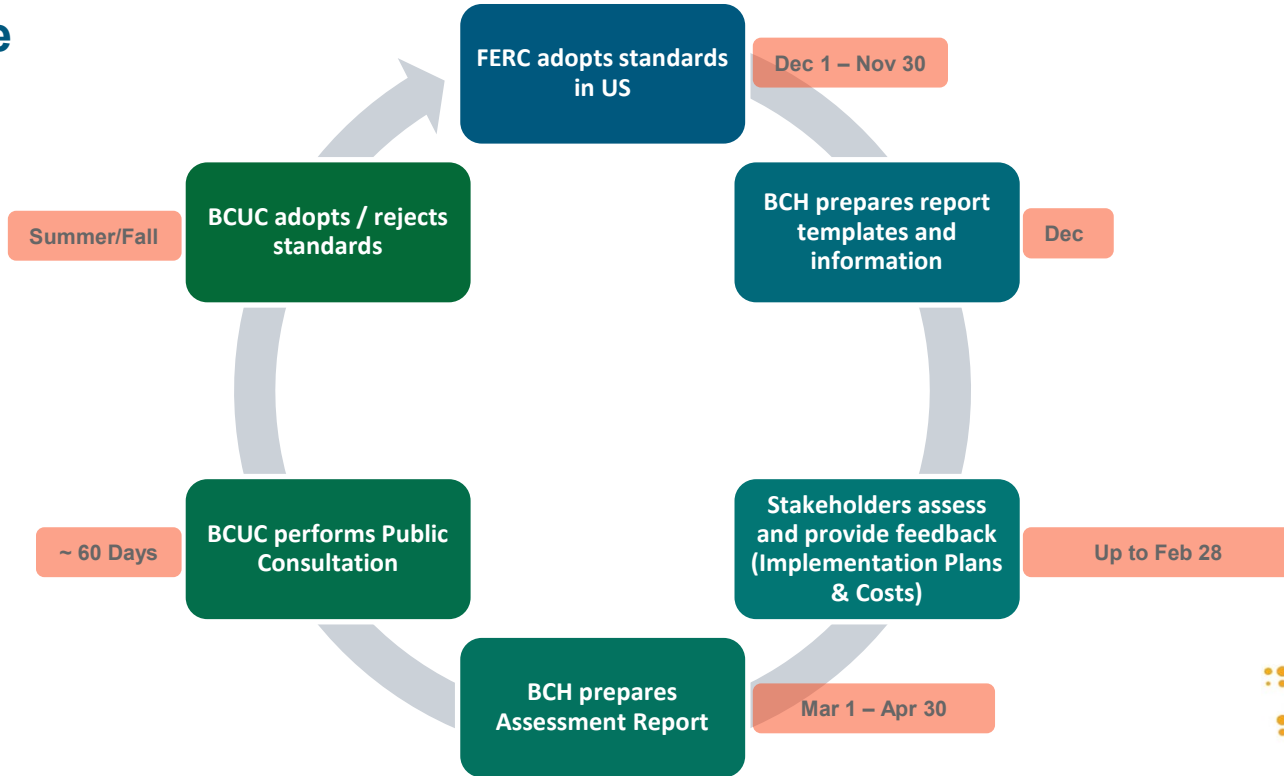 e
FERC adopts standards
in US
Dec 1 – Nov 30
BCH prepares report
templates and
information
Dec
Stakeholders assess
and provide feedback
(Implementation Plans
& Costs)
Up to Feb 28
BCH prepares
Assessment Report
Mar 1 – Apr 30
BCUC performs Public
Consultation
~ 60 Days
BCUC adopts / rejects
standards
Summer/Fall